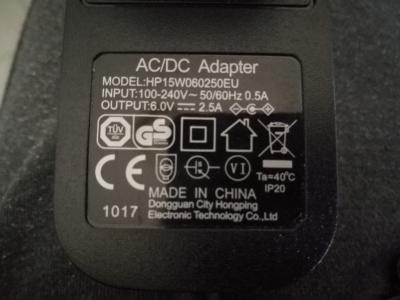 AC/DC Adapter
MODEL:HP15W060250EU
INPUT:100-240V~ 50/60Hz 0.5A
OUTPUT:6.0V⎓2.5A
TÜV GS
CE VI Ta=40°C
IP20
MADE IN CHINA
Dongguan City Hongping
1017 Electronic Technology Co.,Ltd